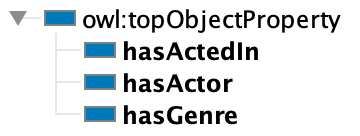 owl:topObjectProperty
hasActedIn
hasActor
hasGenre